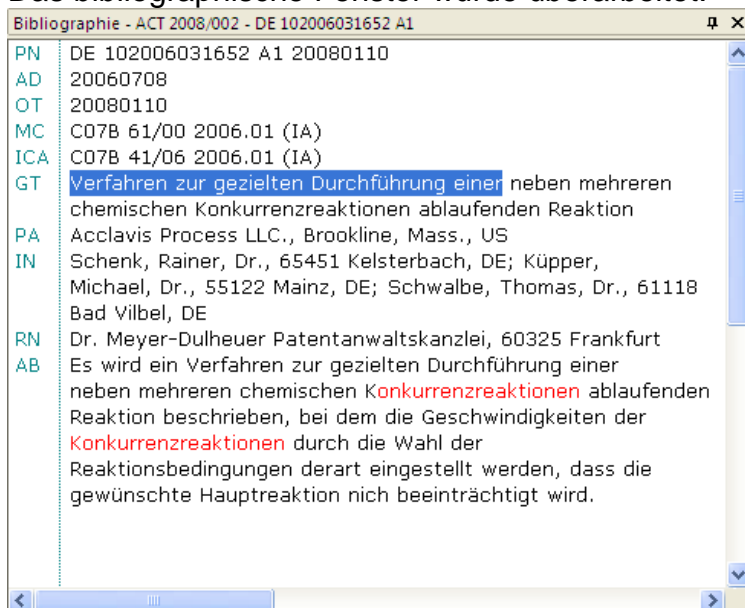 Das bibliographische Fenster wurde überarbeitet.
Bibliographie - ACT 2008/002 - DE 102006031652 A1
PN DE 102006031652 A1 20080110
AD 20060708
OT 20080110
MC C07B 61/00 2006.01 (IA)
ICA C07B 41/06 2006.01 (IA)
GT Verfahren zur gezielten Durchführung einer neben mehreren
chemischen Konkurrenzreaktionen ablaufenden Reaktion
PA Acclavis Process LLC., Brookline, Mass., US
IN Schenk, Rainer, Dr., 65451 Kelsterbach, DE; Küpper,
Michael, Dr., 55122 Mainz, DE; Schwalbe, Thomas, Dr., 61118
Bad Vilbel, DE
RN Dr. Meyer-Dulheuer Patentanwaltskanzlei, 60325 Frankfurt
AB Es wird ein Verfahren zur gezielten Durchführung einer
neben mehreren chemischen Konkurrenzreaktionen ablaufenden
Reaktion beschrieben, bei dem die Geschwindigkeiten der
Konkurrenzreaktionen durch die Wahl der
Reaktionsbedingungen derart eingestellt werden, dass die
gewünschte Hauptreaktion nich beeinträchtigt wird.